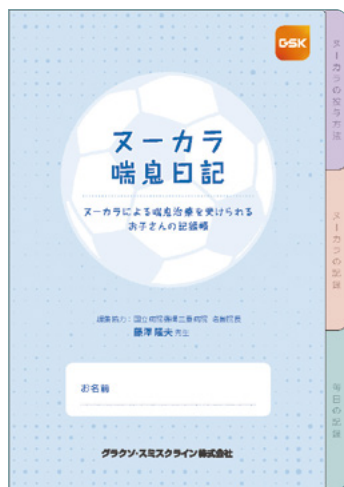 GSK
ヌーカラ
喘息日記
ヌーカラによる喘息治療を受けられる
お子さんの記録帳
編集協力：国立病院機構三重病院 名誉院長
藤澤隆夫 先生
お名前
グラクソ・スミスクライン株式会社
ヌーカラの投与方法
ヌーカラの記録
毎日の記録